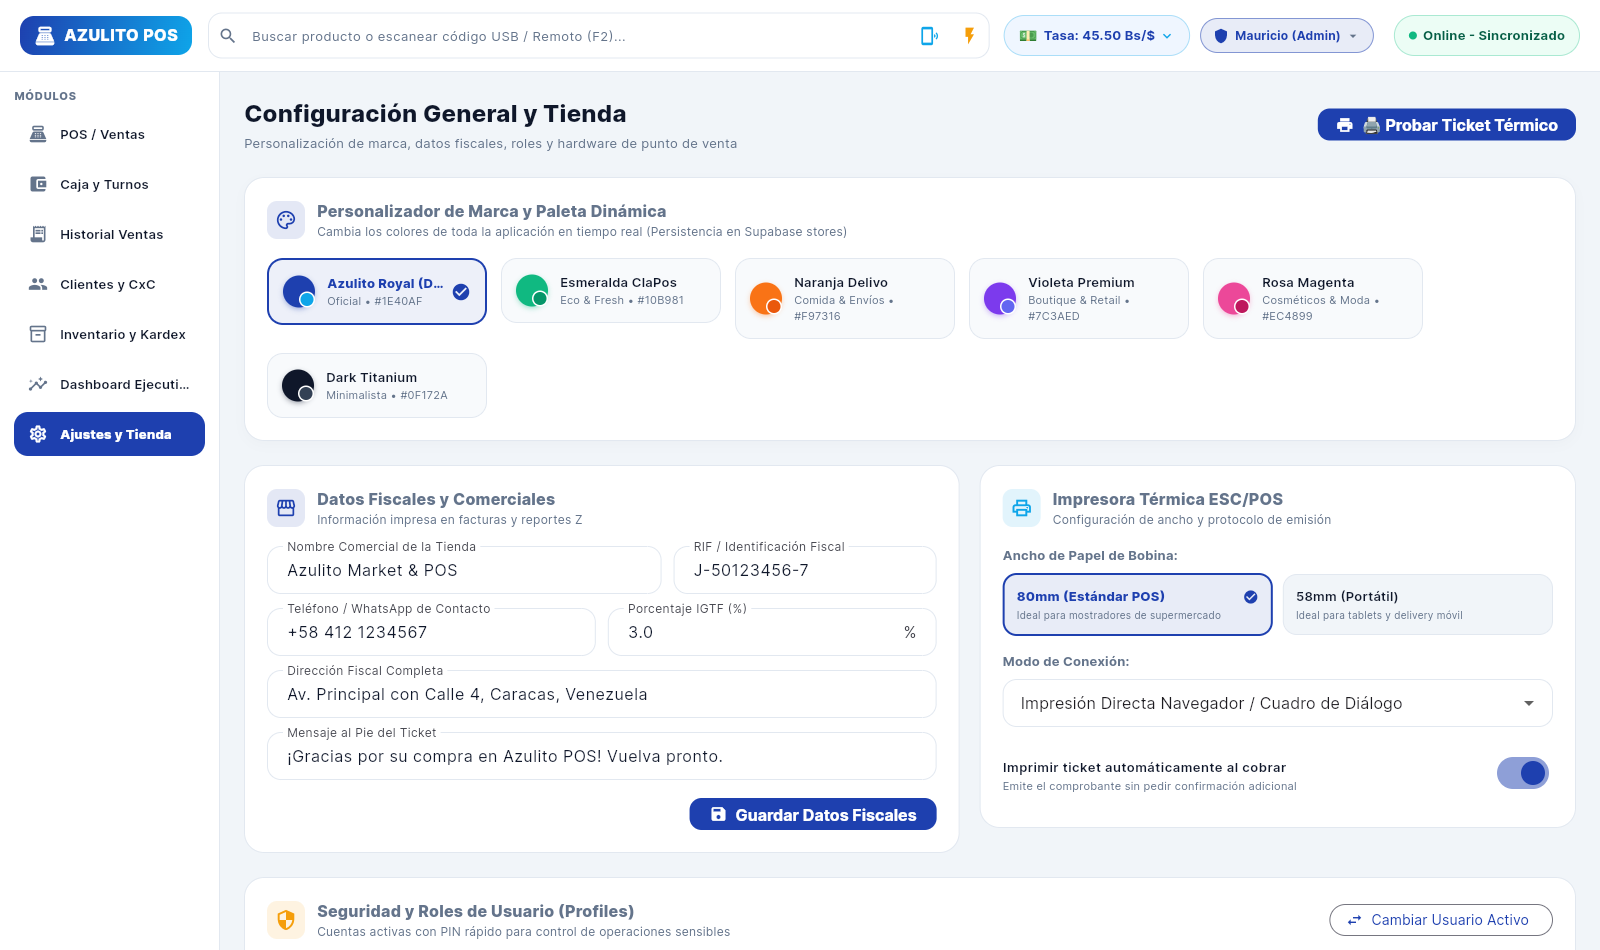 AZULITO POS
Buscar producto o escanear código USB / Remoto (F2)...
Tasa: 45.50 Bs/$
Mauricio (Admin)
Online - Sincronizado
MÓDULOS
POS / Ventas
Caja y Turnos
Historial Ventas
Clientes y CxC
Inventario y Kardex
Dashboard Ejecuti...
Ajustes y Tienda
Configuración General y Tienda
Personalización de marca, datos fiscales, roles y hardware de punto de venta
Probar Ticket Térmico
Personalizador de Marca y Paleta Dinámica
Cambia los colores de toda la aplicación en tiempo real (Persistencia en Supabase stores)
Azulito Royal (D...
Oficial • #1E40AF
Esmeralda ClaPos
Eco & Fresh • #10B981
Naranja Delivo
Comida & Envíos •
#F97316
Violeta Premium
Boutique & Retail •
#7C3AED
Rosa Magenta
Cosméticos & Moda •
#EC4899
Dark Titanium
Minimalista • #0F172A
Datos Fiscales y Comerciales
Información impresa en facturas y reportes Z
Nombre Comercial de la Tienda
Azulito Market & POS
RIF / Identificación Fiscal
J-50123456-7
Teléfono / WhatsApp de Contacto
+58 412 1234567
Porcentaje IGTF (%)
3.0 %
Dirección Fiscal Completa
Av. Principal con Calle 4, Caracas, Venezuela
Mensaje al Pie del Ticket
¡Gracias por su compra en Azulito POS! Vuelva pronto.
Guardar Datos Fiscales
Impresora Térmica ESC/POS
Configuración de ancho y protocolo de emisión
Ancho de Papel de Bobina:
80mm (Estándar POS)
Ideal para mostradores de supermercado
58mm (Portátil)
Ideal para tablets y delivery móvil
Modo de Conexión:
Impresión Directa Navegador / Cuadro de Diálogo
Imprimir ticket automáticamente al cobrar
Emite el comprobante sin pedir confirmación adicional
Seguridad y Roles de Usuario (Profiles)
Cuentas activas con PIN rápido para control de operaciones sensibles
Cambiar Usuario Activo